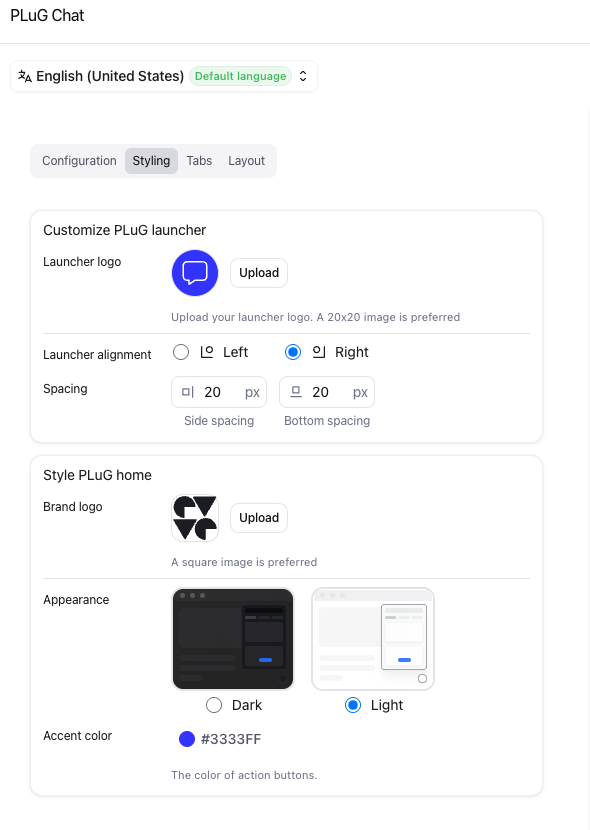 PLuG Chat
English (United States) Default language
Configuration Styling Tabs Layout
Customize PLuG launcher
Launcher logo
Upload
Upload your launcher logo. A 20x20 image is preferred
Launcher alignment
Left Right
Spacing
20 px 20 px
Side spacing Bottom spacing
Style PLuG home
Brand logo
Upload
A square image is preferred
Appearance
Dark Light
Accent color
#3333FF
The color of action buttons.